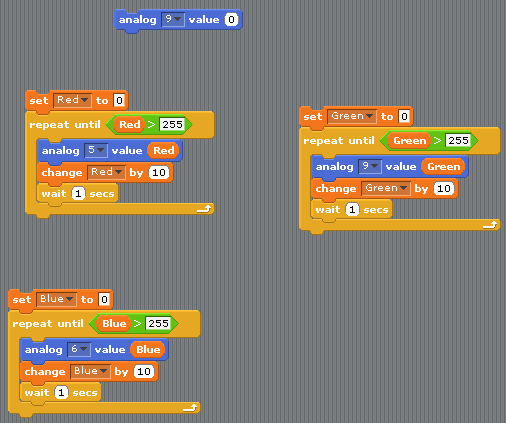 analog 9 value 0
set Red to 0
repeat until Red > 255
analog 5 value Red
change Red by 10
wait 1 secs
set Green to 0
repeat until Green > 255
analog 9 value Green
change Green by 10
wait 1 secs
set Blue to 0
repeat until Blue > 255
analog 6 value Blue
change Blue by 10
wait 1 secs